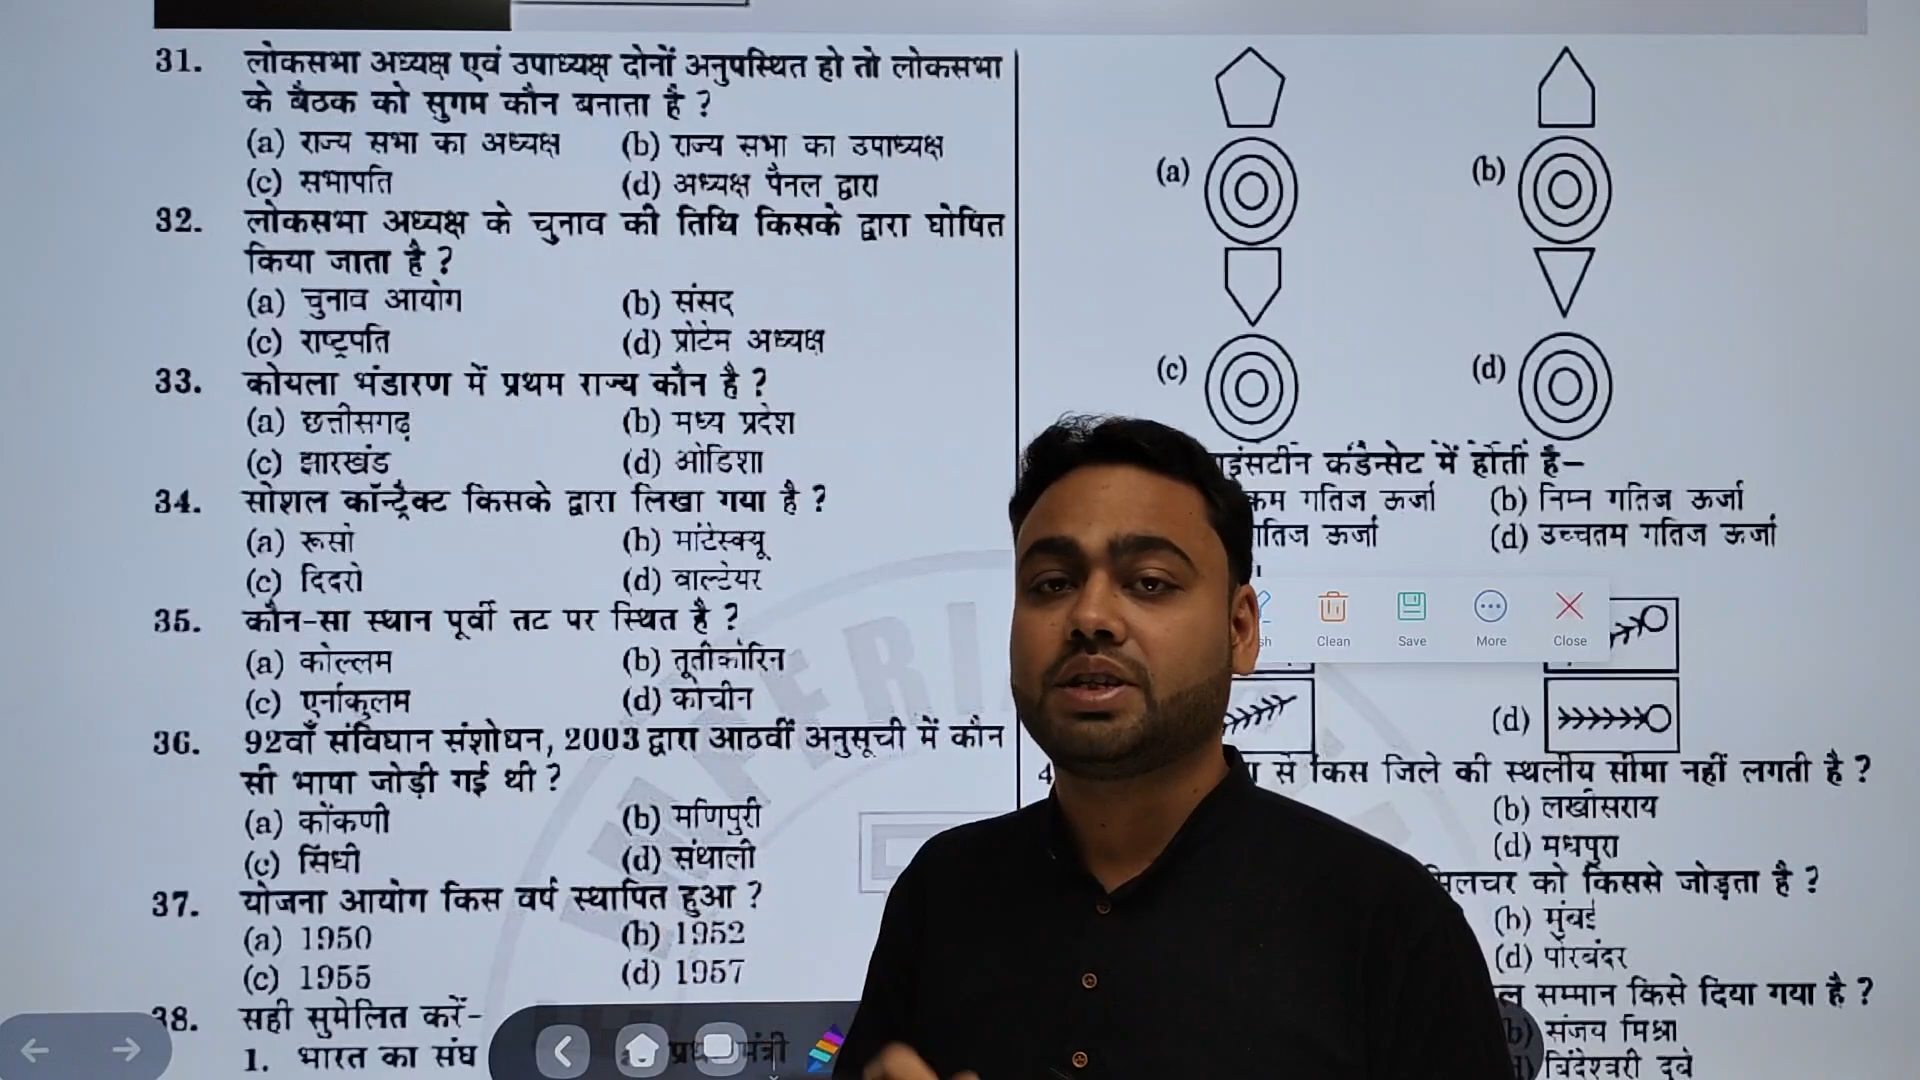 31. लोकसभा अध्यक्ष एवं उपाध्यक्ष दोनों अनुपस्थित हो तो लोकसभा
के बैठक को सुगम कौन बनाता है ?
(a) राज्य सभा का अध्यक्ष (b) राज्य सभा का उपाध्यक्ष
(c) सभापति (d) अध्यक्ष पैनल द्वारा
32. लोकसभा अध्यक्ष के चुनाव की तिथि किसके द्वारा घोषित
किया जाता है ?
(a) चुनाव आयोग (b) संसद
(c) राष्ट्रपति (d) प्रोटेम अध्यक्ष
33. कोयला भंडारण में प्रथम राज्य कौन है ?
(a) छत्तीसगढ़ (b) मध्य प्रदेश
(c) झारखंड (d) ओडिशा
34. सोशल कॉन्ट्रैक्ट किसके द्वारा लिखा गया है ?
(a) रूसो (b) मांटेस्क्यू
(c) दिदरो (d) वाल्टेयर
35. कौन-सा स्थान पूर्वी तट पर स्थित है ?
(a) कोल्लम (b) तूतीकोरिन
(c) एर्नाकुलम (d) कोचीन
36. 92वाँ संविधान संशोधन, 2003 द्वारा आठवीं अनुसूची में कौन
सी भाषा जोड़ी गई थी ?
(a) कोंकणी (b) मणिपुरी
(c) सिंधी (d) संथाली
37. योजना आयोग किस वर्ष स्थापित हुआ ?
(a) 1950 (b) 1952
(c) 1955 (d) 1957
38. सही सुमेलित करें-
1. भारत का संघ
(a) (b)
(c) (d)
कंडेन्सेट में होती है–
गतिज ऊर्जा (b) निम्न गतिज ऊर्जा
ऊर्जा (d) उच्चतम गतिज ऊर्जा
Clean Save More Close
(d)
से किस जिले की स्थलीय सीमा नहीं लगती है ?
(b) लखीसराय
(d) मधेपुरा
को किससे जोड़ता है ?
(b) मुंबई
(d) पोरबंदर
सम्मान किसे दिया गया है ?
संजय मिश्रा
बिंदेश्वरी दुबे